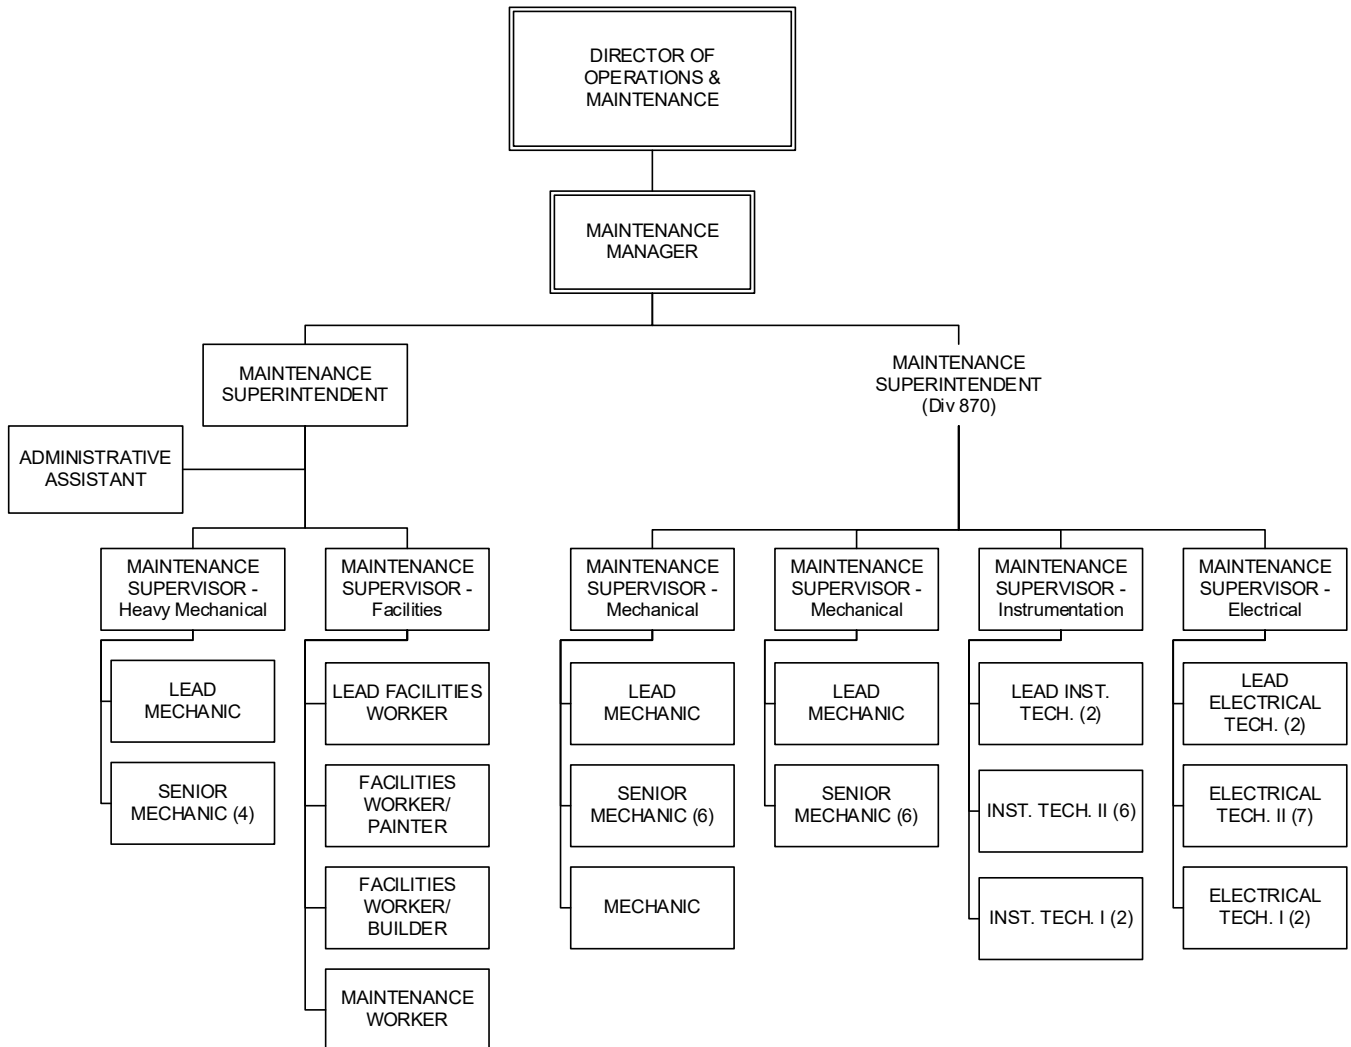 DIRECTOR OF
OPERATIONS &
MAINTENANCE
MAINTENANCE
MANAGER
MAINTENANCE
SUPERINTENDENT
MAINTENANCE
SUPERINTENDENT
(Div 870)
ADMINISTRATIVE
ASSISTANT
MAINTENANCE
SUPERVISOR -
Heavy Mechanical
MAINTENANCE
SUPERVISOR -
Facilities
MAINTENANCE
SUPERVISOR -
Mechanical
MAINTENANCE
SUPERVISOR -
Mechanical
MAINTENANCE
SUPERVISOR -
Instrumentation
MAINTENANCE
SUPERVISOR -
Electrical
LEAD
MECHANIC
LEAD FACILITIES
WORKER
LEAD
MECHANIC
LEAD
MECHANIC
LEAD INST.
TECH. (2)
LEAD
ELECTRICAL
TECH. (2)
SENIOR
MECHANIC (4)
FACILITIES
WORKER/
PAINTER
SENIOR
MECHANIC (6)
SENIOR
MECHANIC (6)
INST. TECH. II (6)
ELECTRICAL
TECH. II (7)
FACILITIES
WORKER/
BUILDER
MECHANIC
INST. TECH. I (2)
ELECTRICAL
TECH. I (2)
MAINTENANCE
WORKER